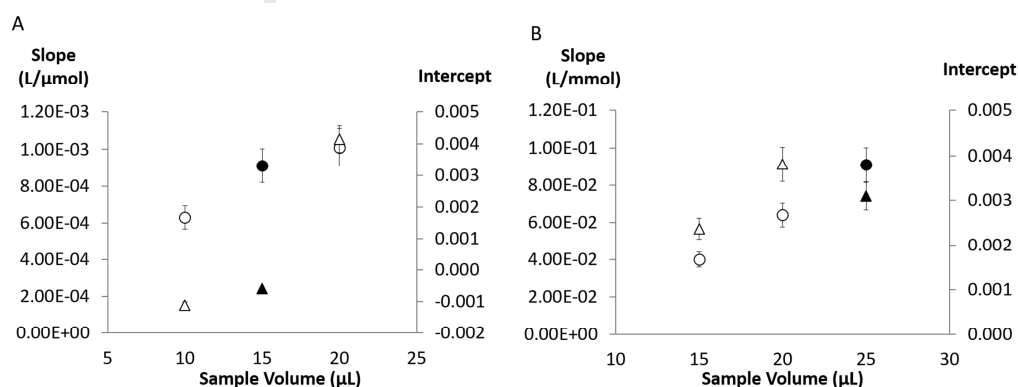 A
Slope
(L/µmol)
Intercept
1.20E-03
1.00E-03
8.00E-04
6.00E-04
4.00E-04
2.00E-04
0.00E+00
0.005
0.004
0.003
0.002
0.001
0.000
-0.001
-0.002
5
10
15
20
25
Sample Volume (µL)
B
Slope
(L/mmol)
Intercept
1.20E-01
1.00E-01
8.00E-02
6.00E-02
4.00E-02
2.00E-02
0.00E+00
0.005
0.004
0.003
0.002
0.001
0.000
10
15
20
25
30
Sample Volume (µL)